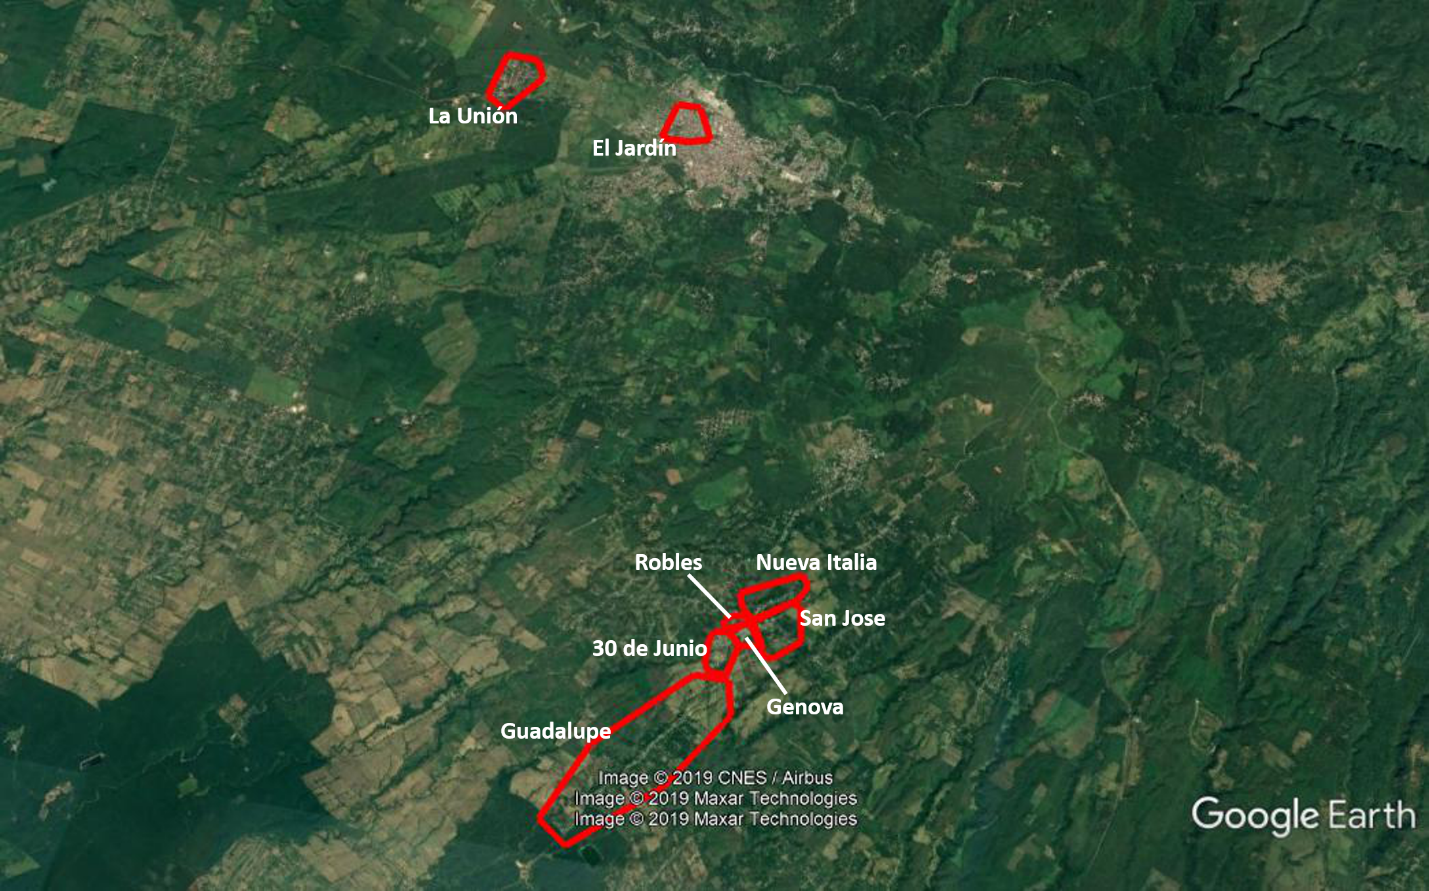 La Unión
El Jardín
Robles
Nueva Italia
San Jose
30 de Junio
Genova
Guadalupe
Image © 2019 CNES / Airbus
Image © 2019 Maxar Technologies
Image © 2019 Maxar Technologies
Google Earth